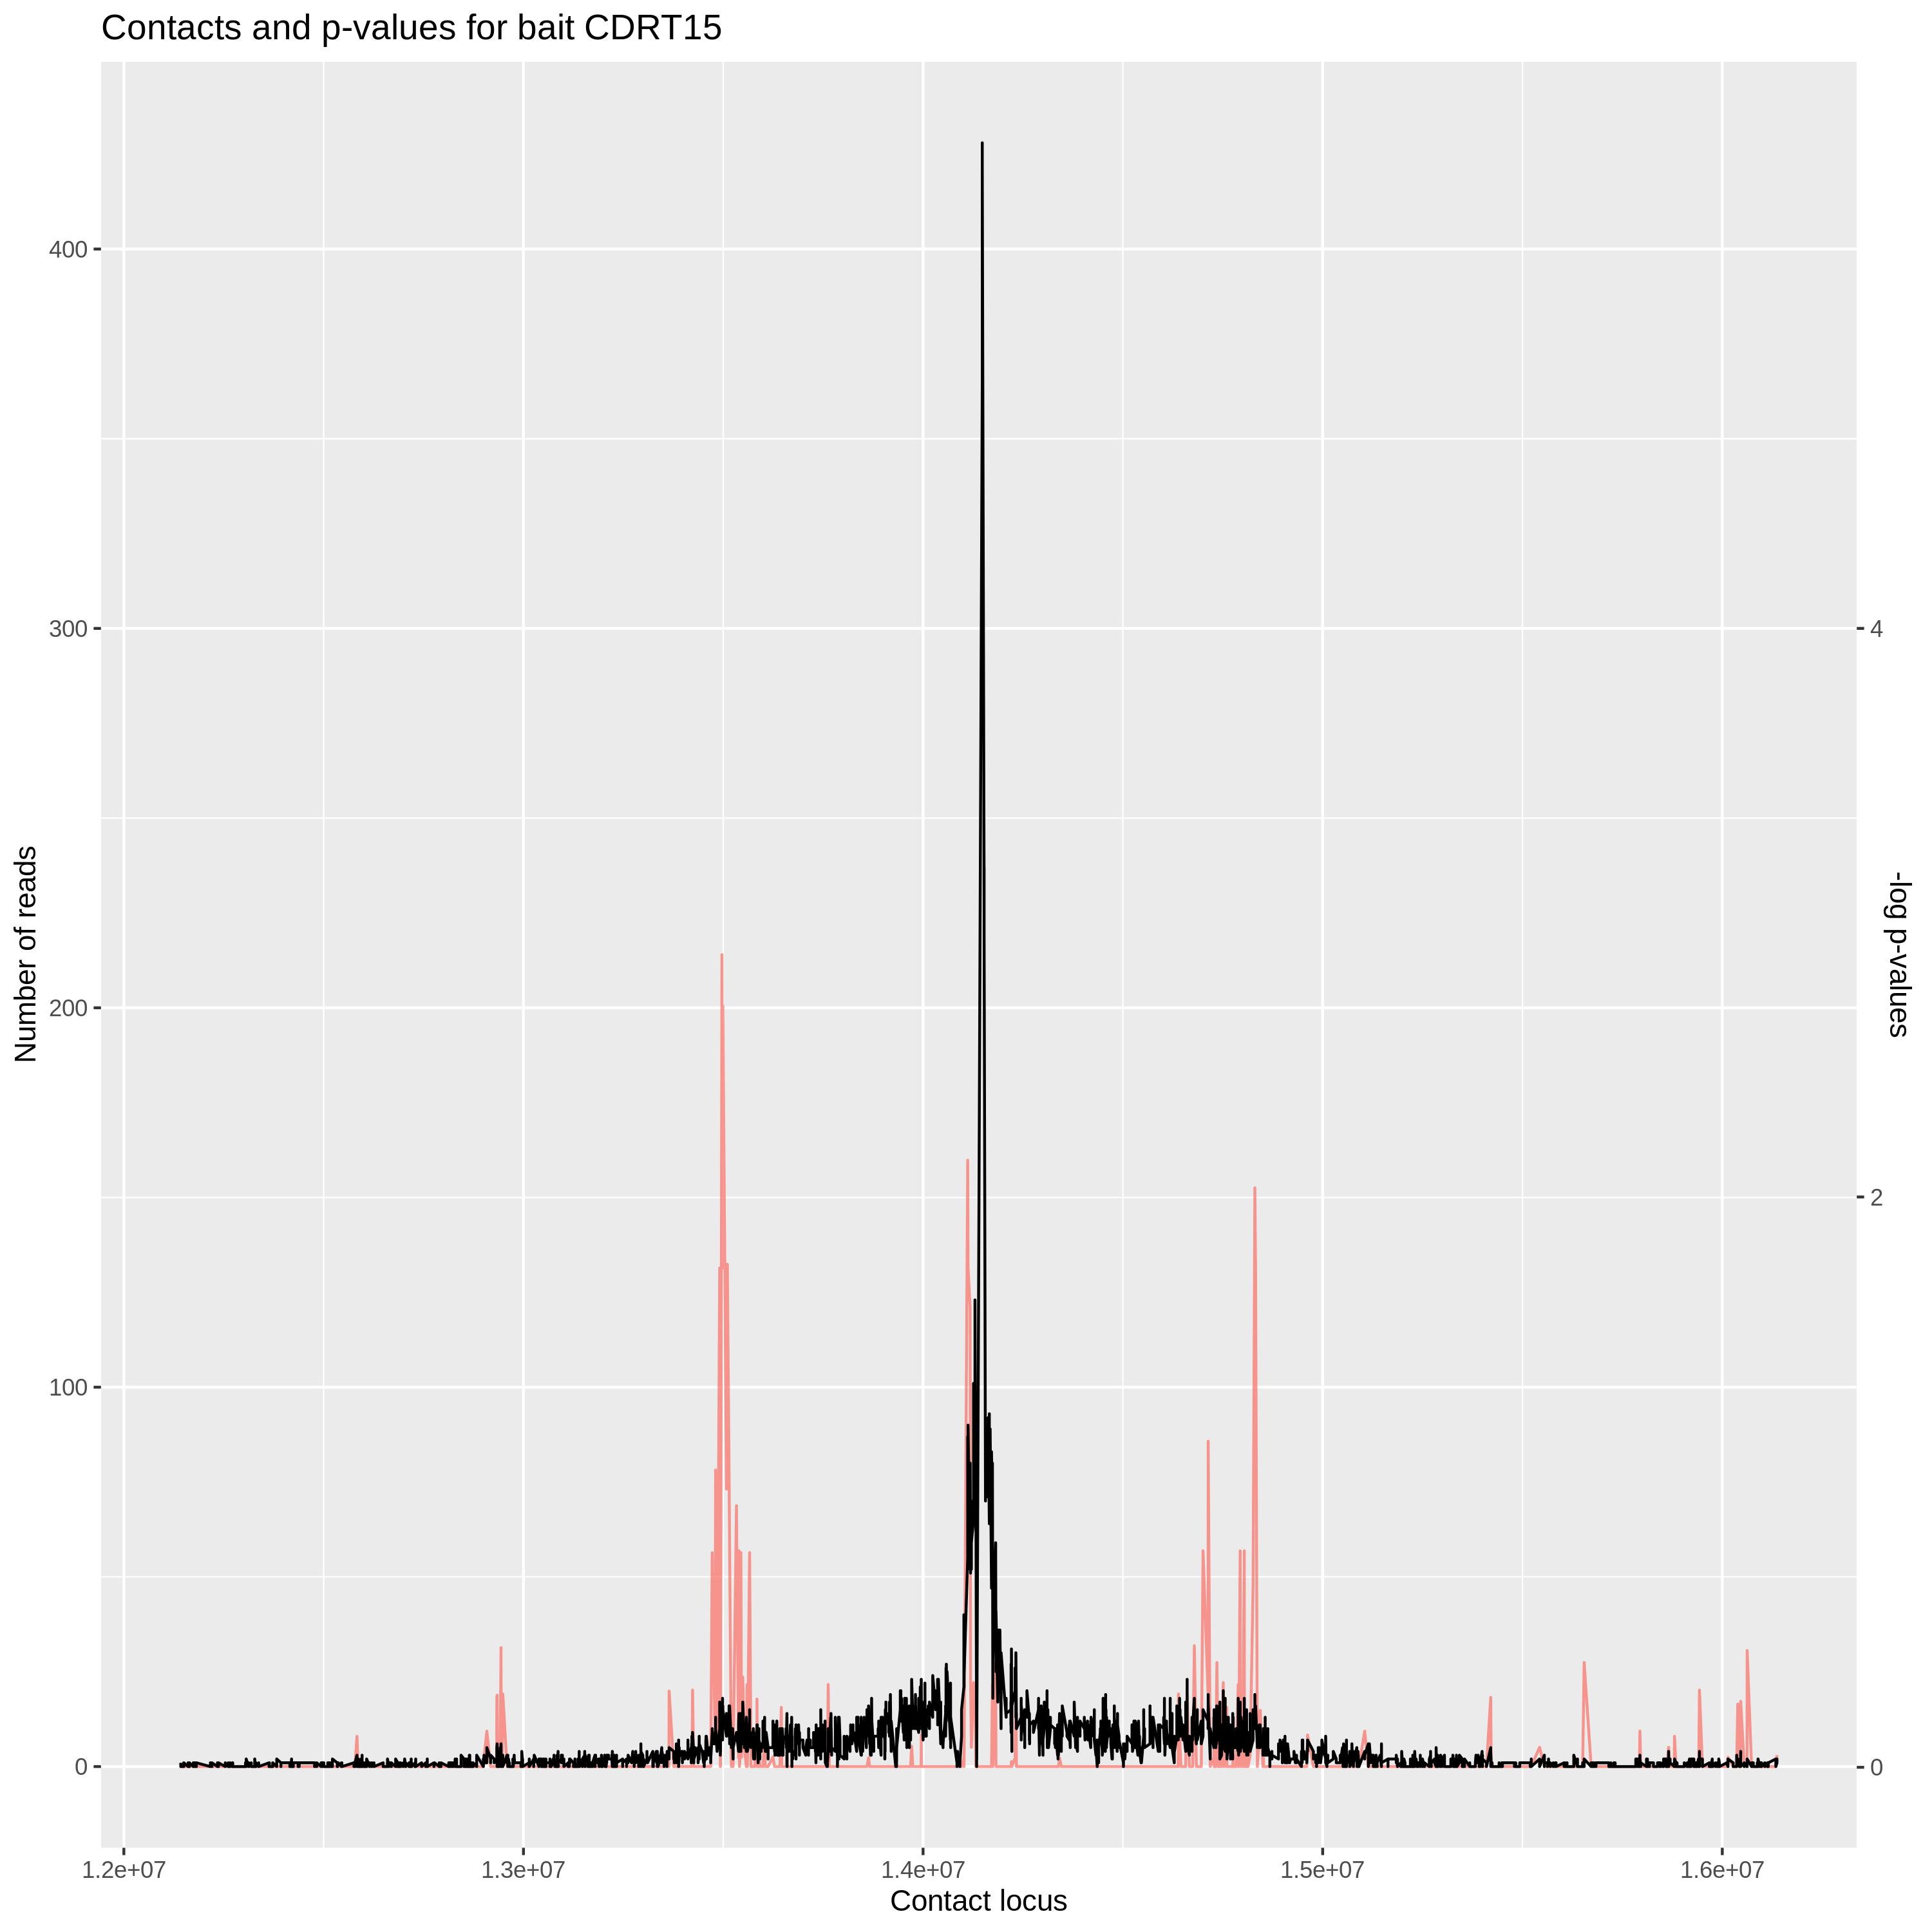 Contacts and p-values for bait CDRT15
Number of reads
400
300
200
100
0
4
2
0
-log p-values
1.2e+07 1.3e+07 1.4e+07 1.5e+07 1.6e+07
Contact locus